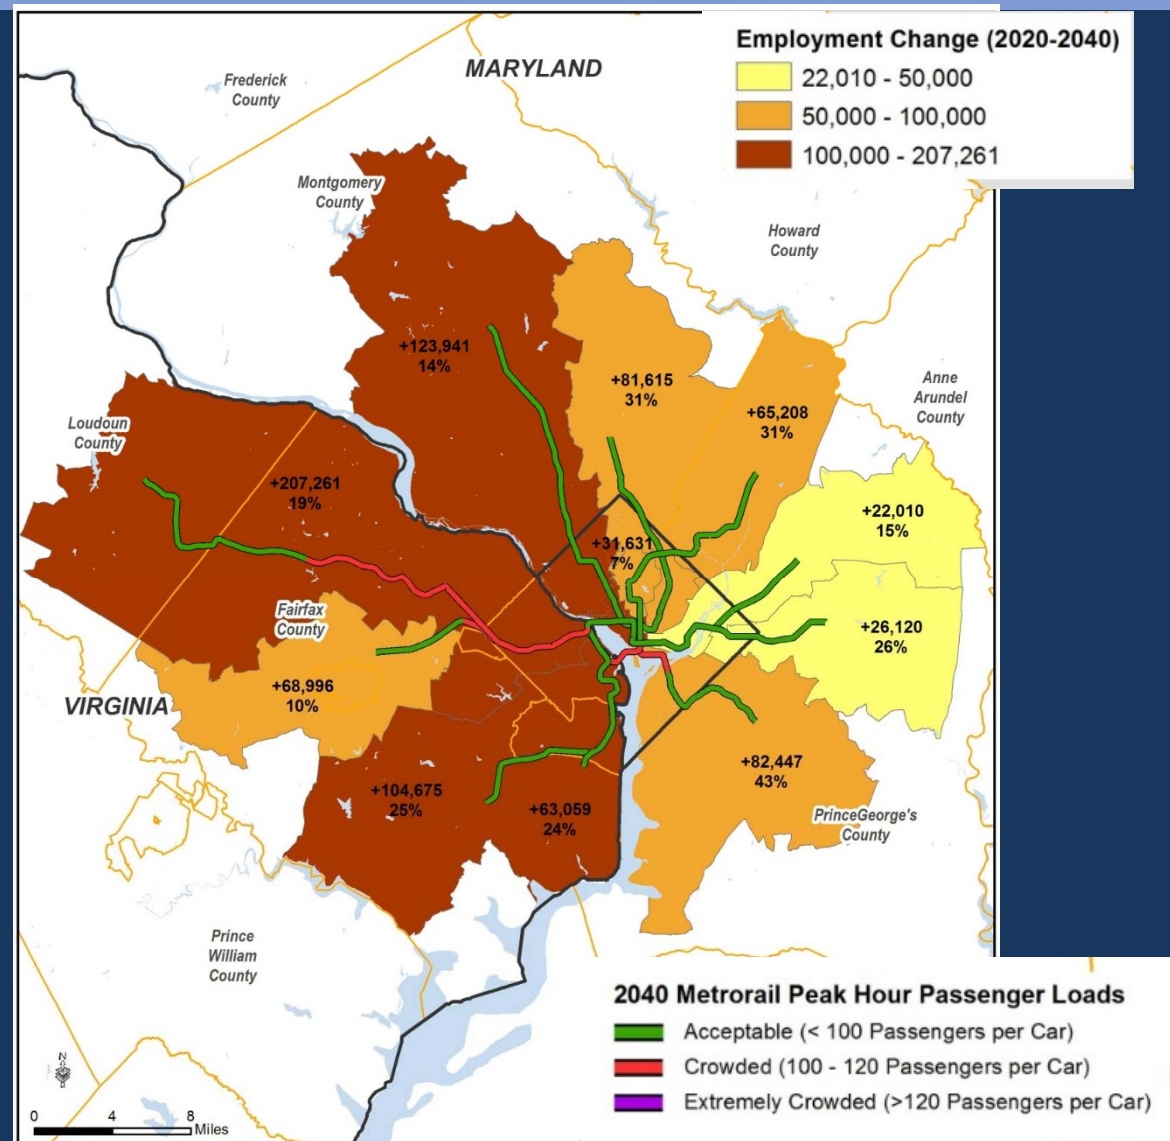 Employment Change (2020-2040)
22,010 - 50,000
50,000 - 100,000
100,000 - 207,261
MARYLAND
Frederick
County
Montgomery
County
Howard
County
Anne
Arundel
County
Loudoun
County
+123,941
14%
+81,615
31%
+65,208
31%
+207,261
19%
+22,010
15%
+31,631
7%
Fairfax
County
+26,120
26%
VIRGINIA
+68,996
10%
+104,675
25%
+63,059
24%
+82,447
43%
PrinceGeorge's
County
Prince
William
County
2040 Metrorail Peak Hour Passenger Loads
Acceptable (< 100 Passengers per Car)
Crowded (100 - 120 Passengers per Car)
Extremely Crowded (>120 Passengers per Car)
N
0 4 8
Miles